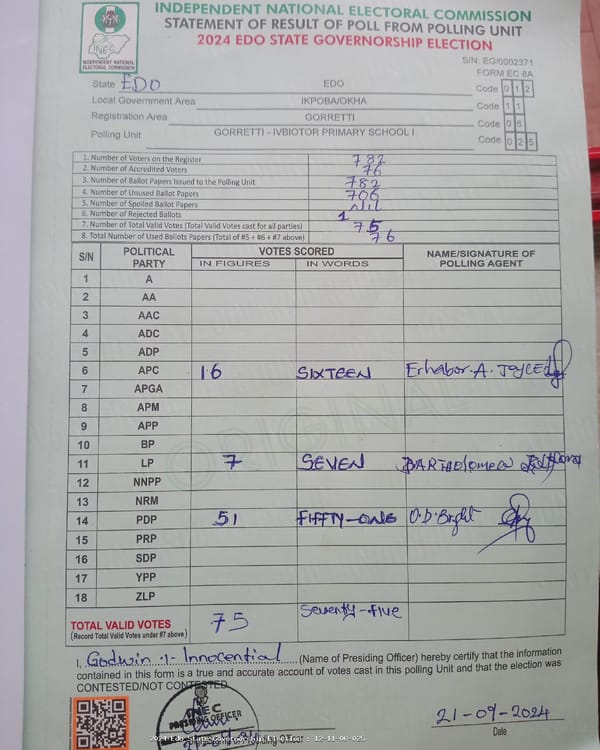 INDEPENDENT NATIONAL ELECTORAL COMMISSION
STATEMENT OF RESULT OF POLL FROM POLLING UNIT
2024 EDO STATE GOVERNORSHIP ELECTION
INEC
INDEPENDENT NATIONAL
ELECTORAL COMMISSION
S/N: EG/0002371
FORM EC 8A
State EDO EDO Code 0 1 2
Local Government Area IKPOBA/OKHA Code 1 1
Registration Area GORRETTI Code 0 6
Polling Unit GORRETTI - IVBIOTOR PRIMARY SCHOOL I Code 0 2 5
1. Number of Voters on the Register 782
2. Number of Accredited Voters 76
3. Number of Ballot Papers Issued to the Polling Unit 782
4. Number of Unused Ballot Papers 706
5. Number of Spoiled Ballot Papers Nil
6. Number of Rejected Ballots 1
7. Number of Total Valid Votes (Total Valid Votes cast for all parties) 75
8. Total Number of Used Ballots Papers (Total of #5 + #6 + #7 above) 76
S/N POLITICAL PARTY VOTES SCORED NAME/SIGNATURE OF POLLING AGENT
IN FIGURES IN WORDS
1 A
2 AA
3 AAC
4 ADC
5 ADP
6 APC 16 SIXTEEN Erhabor. A. Joyce
7 APGA
8 APM
9 APP
10 BP
11 LP 7 SEVEN BARTHOLOMEW
12 NNPP
13 NRM
14 PDP 51 FIFFTY-ONE O.D. Bright
15 PRP
16 SDP
17 YPP
18 ZLP
TOTAL VALID VOTES 75 Seventy-five
(Record Total Valid Votes under #7 above)
ORIGINAL
I, Godwin .I- Innocential (Name of Presiding Officer) hereby certify that the information
contained in this form is a true and accurate account of votes cast in this polling Unit and that the election was
CONTESTED/NOT CONTESTED
INEC
PRESIDING OFFICER
21-09-2024
Date
2024 Edo State Governorship Election : 12-11-06-025